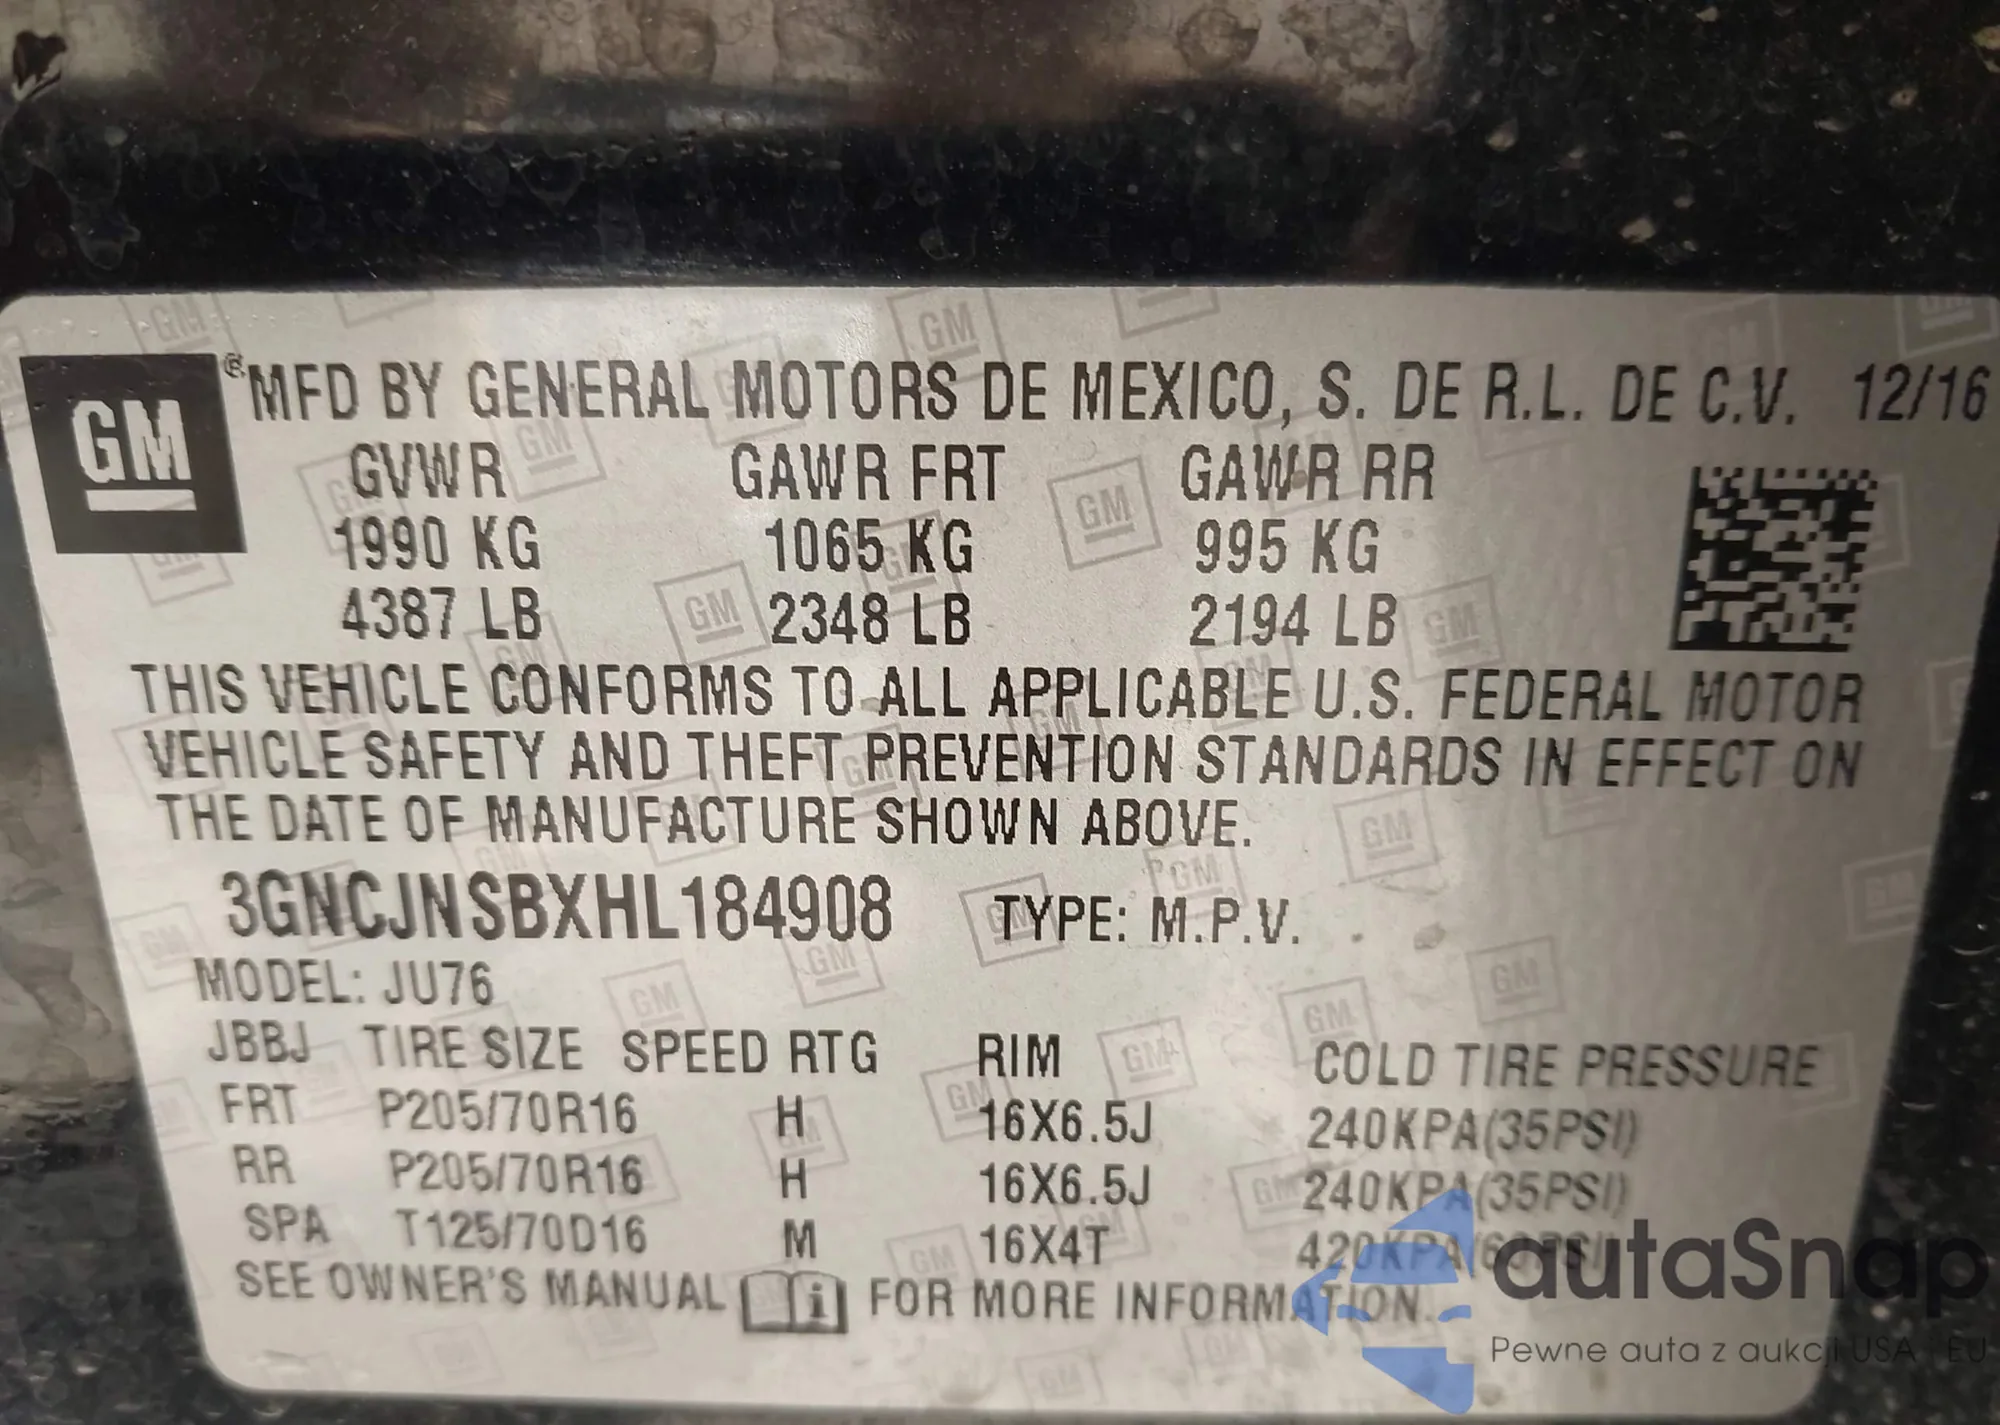 GM
® MFD BY GENERAL MOTORS DE MEXICO, S. DE R.L. DE C.V. 12/16
GVWR GAWR FRT GAWR RR
1990 KG 1065 KG 995 KG
4387 LB 2348 LB 2194 LB
THIS VEHICLE CONFORMS TO ALL APPLICABLE U.S. FEDERAL MOTOR
VEHICLE SAFETY AND THEFT PREVENTION STANDARDS IN EFFECT ON
THE DATE OF MANUFACTURE SHOWN ABOVE.
3GNCJNSBXHL184908 TYPE: M.P.V.
MODEL: JU76
JBBJ TIRE SIZE SPEED RTG RIM COLD TIRE PRESSURE
FRT P205/70R16 H 16X6.5J 240KPA(35PSI)
RR P205/70R16 H 16X6.5J 240KPA(35PSI)
SPA T125/70D16 M 16X4T 420KPA(60PSI)
SEE OWNER'S MANUAL i FOR MORE INFORMATION.
autaSnap
Pewne auta z aukcji USA i EU